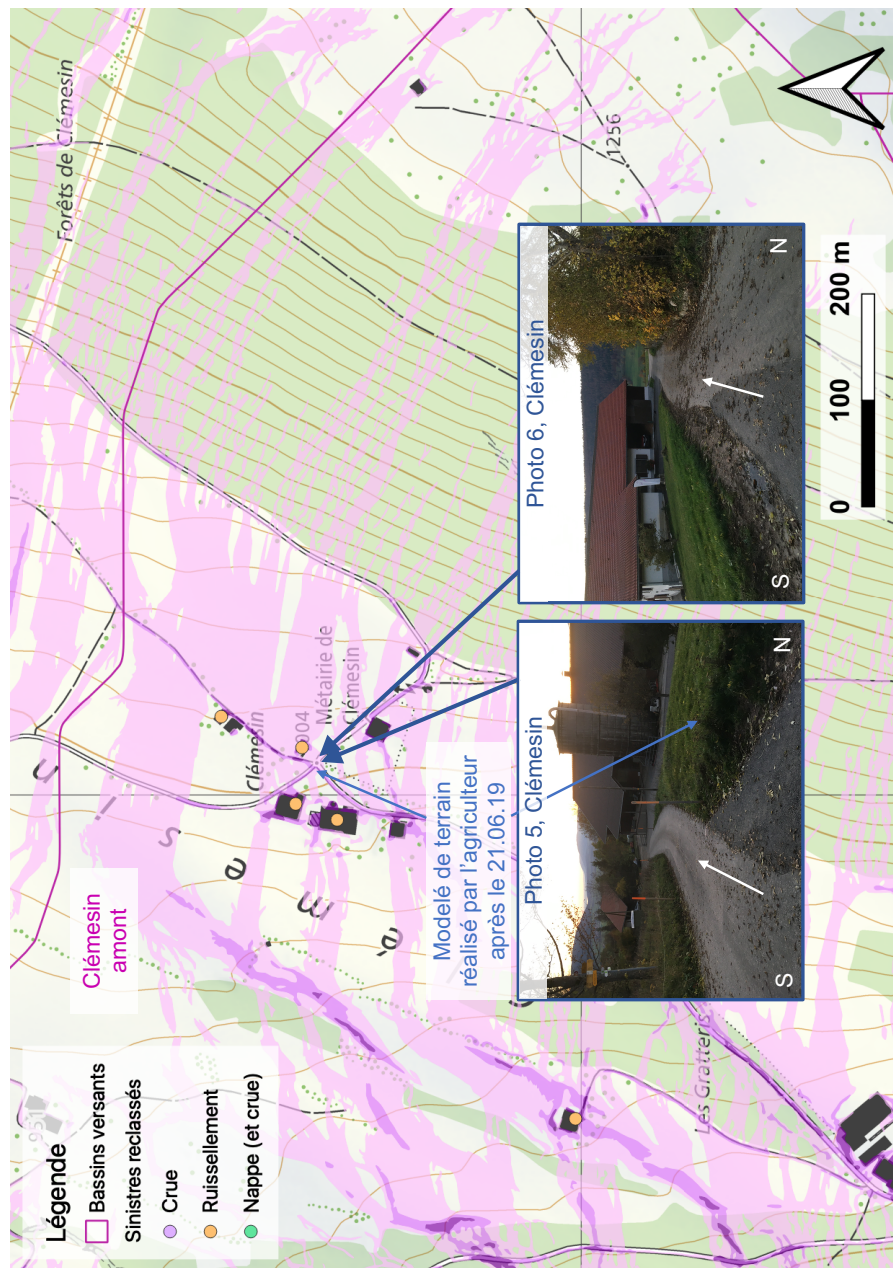 Légende
Bassins versants
Sinistres reclassés
Crue
Ruissellement
Nappe (et crue)
Clémesin
amont
Forêts de Clémesin
Clémesin
Métairie de
Clémesin
1256
Les Gratteris
Modelé de terrain
réalisé par l'agriculteur
après le 21.06.19
Photo 5, Clémesin
S
N
Photo 6, Clémesin
S
N
0
100
200 m